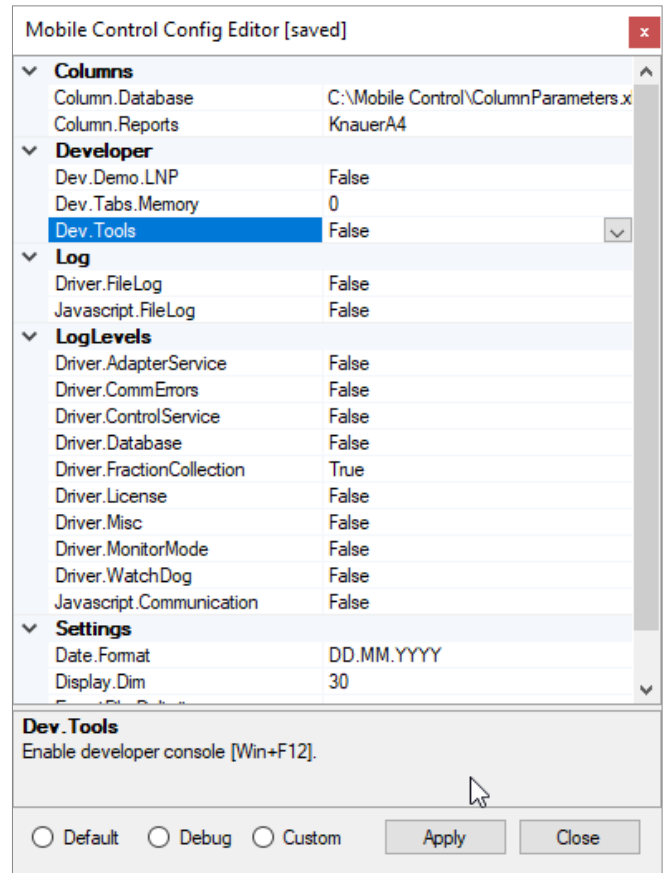 Mobile Control Config Editor [saved]
x
Columns
Column.Database C:\Mobile Control\ColumnParameters.xl
Column.Reports KnauerA4
Developer
Dev.Demo.LNP False
Dev.Tabs.Memory 0
Dev.Tools False
Log
Driver.FileLog False
Javascript.FileLog False
LogLevels
Driver.AdapterService False
Driver.CommErrors False
Driver.ControlService False
Driver.Database False
Driver.FractionCollection True
Driver.License False
Driver.Misc False
Driver.MonitorMode False
Driver.WatchDog False
Javascript.Communication False
Settings
Date.Format DD.MM.YYYY
Display.Dim 30
Dev.Tools
Enable developer console [Win+F12].
Default Debug Custom Apply Close